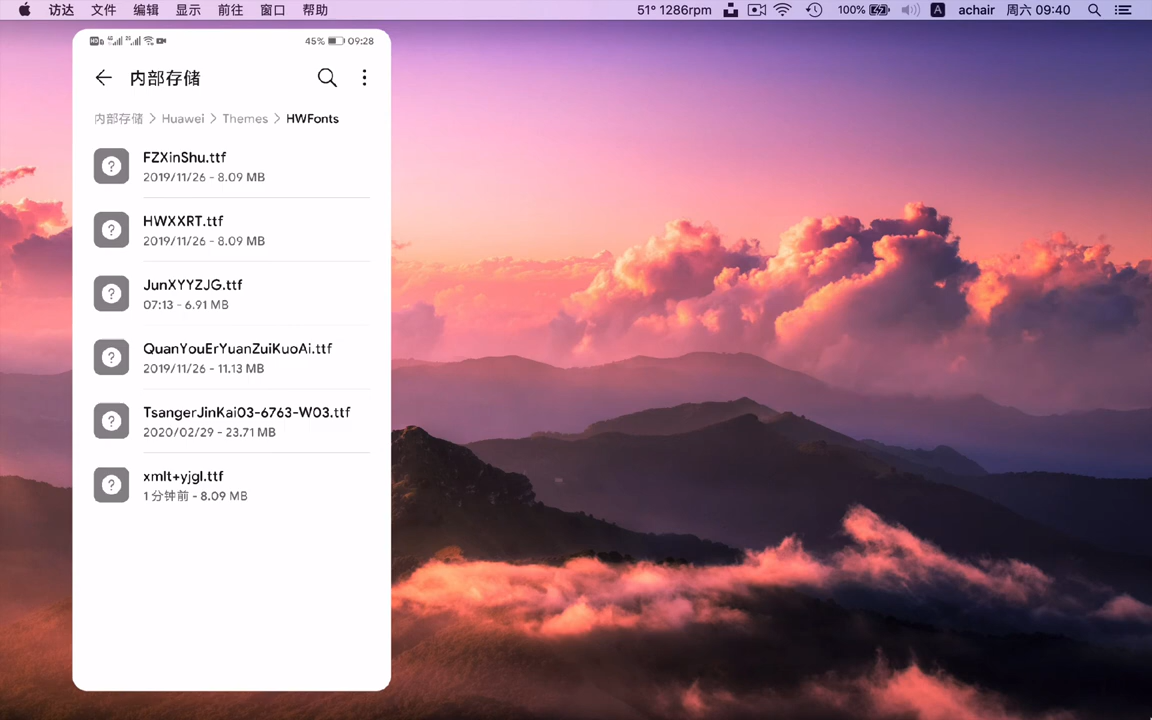 访达 文件 编辑 显示 前往 窗口 帮助 51° 1286rpm 100% A achair 周六 09:40
45% 09:28
内部存储
内部存储 > Huawei > Themes > HWFonts
FZXinShu.ttf
2019/11/26 - 8.09 MB
HWXXRT.ttf
2019/11/26 - 8.09 MB
JunXYYZJG.ttf
07:13 - 6.91 MB
QuanYouErYuanZuiKuoAi.ttf
2019/11/26 - 11.13 MB
TsangerJinKai03-6763-W03.ttf
2020/02/29 - 23.71 MB
xmlt+yjgl.ttf
1 分钟前 - 8.09 MB